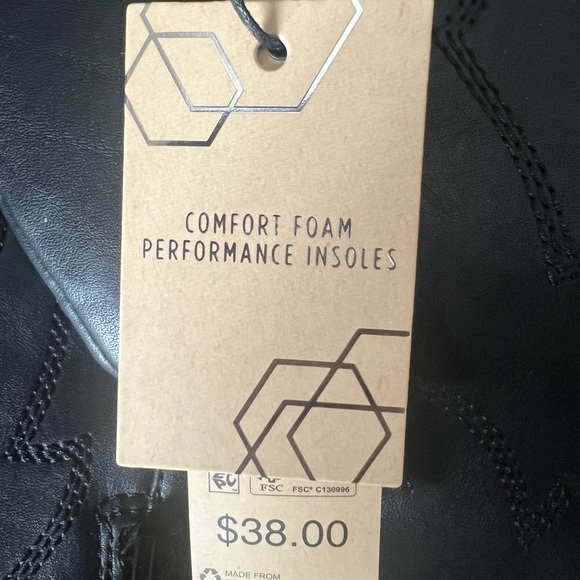 COMFORT FOAM
PERFORMANCE INSOLES
FSC FSC® C130996
$38.00
MADE FROM